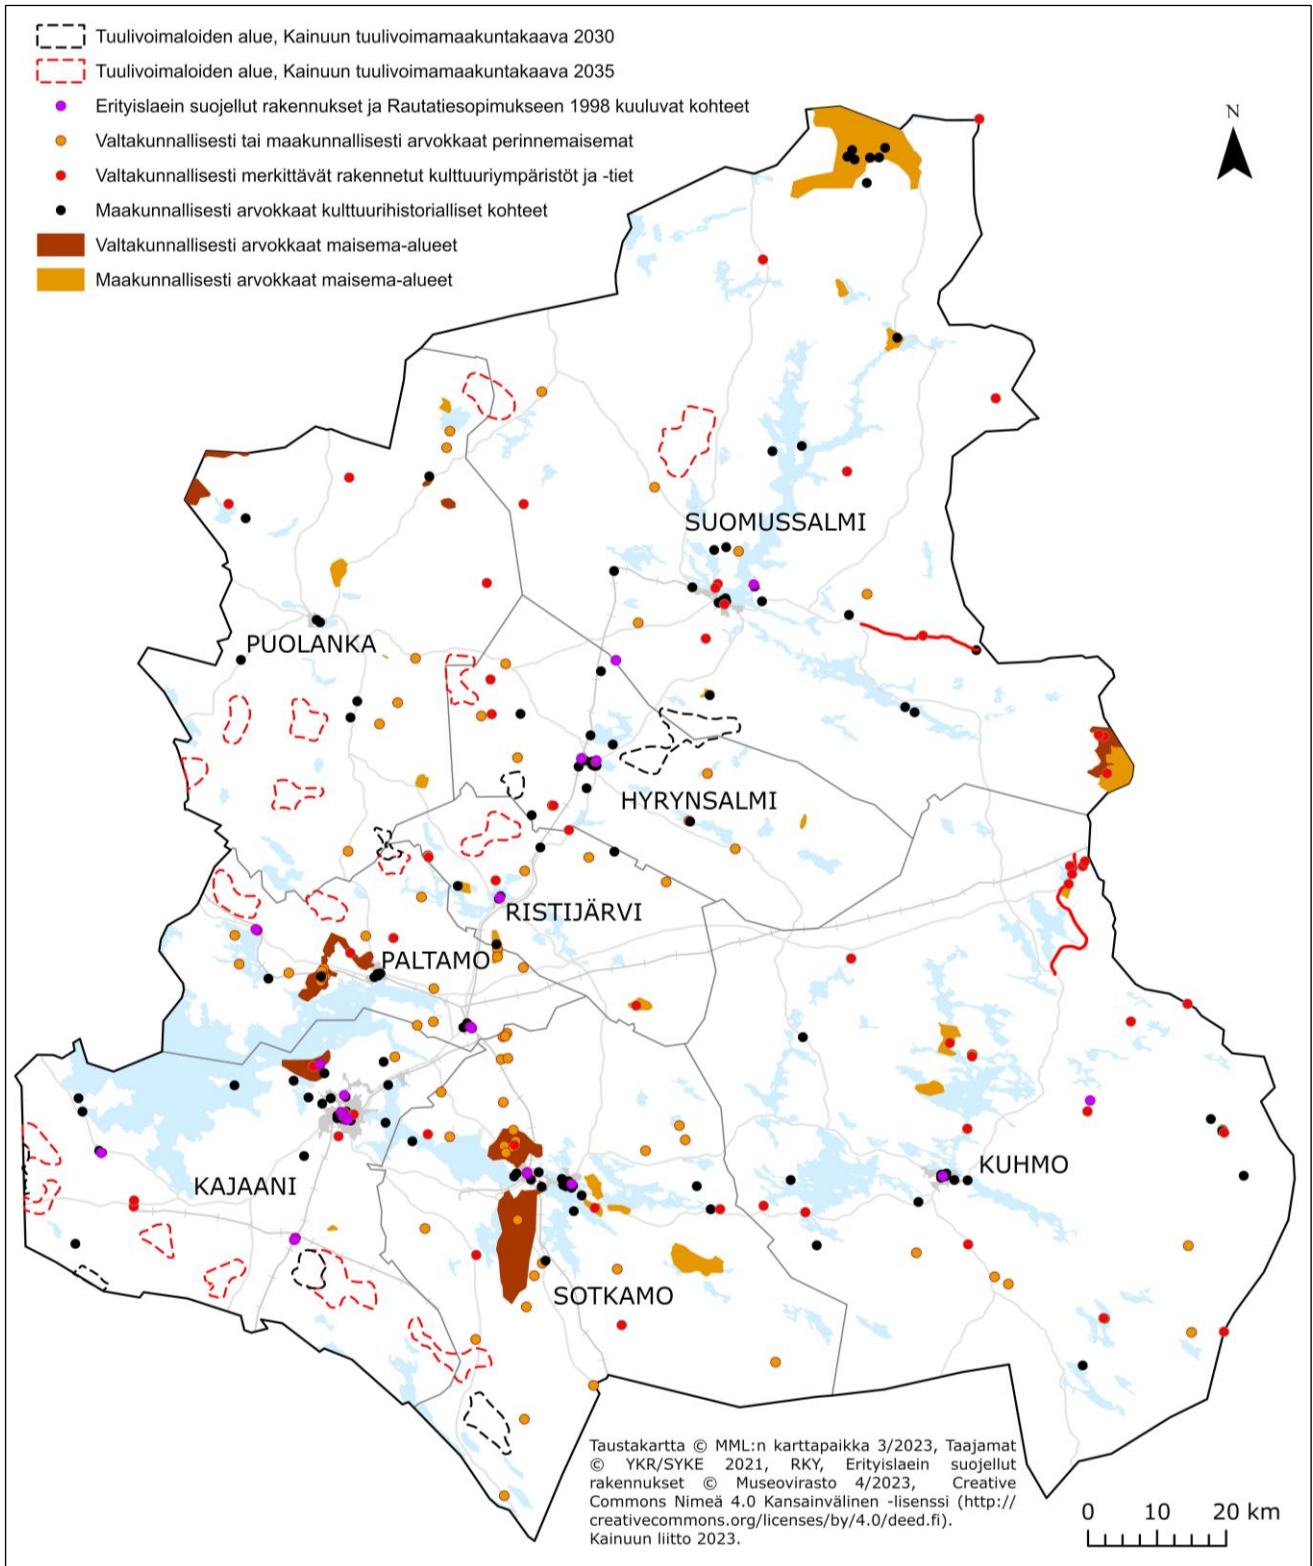 Tuulivoimaloiden alue, Kainuun tuulivoimamaakuntakaava 2030
Tuulivoimaloiden alue, Kainuun tuulivoimamaakuntakaava 2035
Erityislaein suojellut rakennukset ja Rautatiesopimukseen 1998 kuuluvat kohteet
Valtakunnallisesti tai maakunnallisesti arvokkaat perinnemaisemat
Valtakunnallisesti merkittävät rakennetut kulttuuriympäristöt ja -tiet
Maakunnallisesti arvokkaat kulttuurihistorialliset kohteet
Valtakunnallisesti arvokkaat maisema-alueet
Maakunnallisesti arvokkaat maisema-alueet
N
SUOMUSSALMI
PUOLANKA
HYRYNSALMI
RISTIJÄRVI
PALTAMO
KUHMO
KAJAANI
SOTKAMO
Taustakartta © MML:n karttapaikka 3/2023, Taajamat
© YKR/SYKE 2021, RKY, Erityislaein suojellut
rakennukset © Museovirasto 4/2023, Creative
Commons Nimeä 4.0 Kansainvälinen -lisenssi (http://
creativecommons.org/licenses/by/4.0/deed.fi).
Kainuun liitto 2023.
0 10 20 km